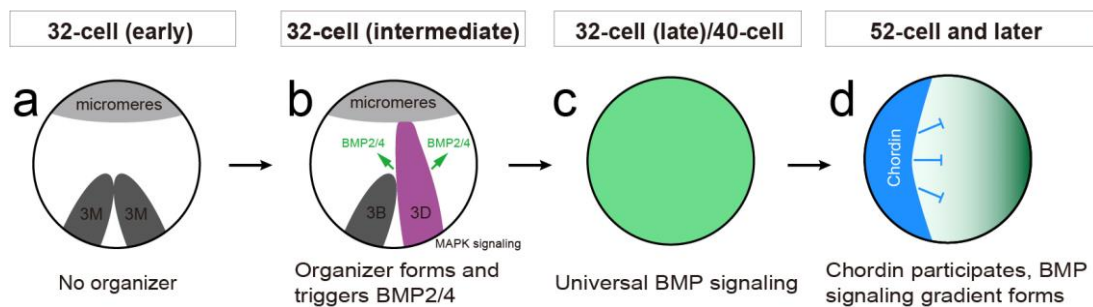 32-cell (early)
32-cell (intermediate)
32-cell (late)/40-cell
52-cell and later
a
micromeres
3M
3M
No organizer
b
micromeres
BMP2/4
BMP2/4
3B
3D
MAPK signaling
Organizer forms and
triggers BMP2/4
c
Universal BMP signaling
d
Chordin
Chordin participates, BMP
signaling gradient forms